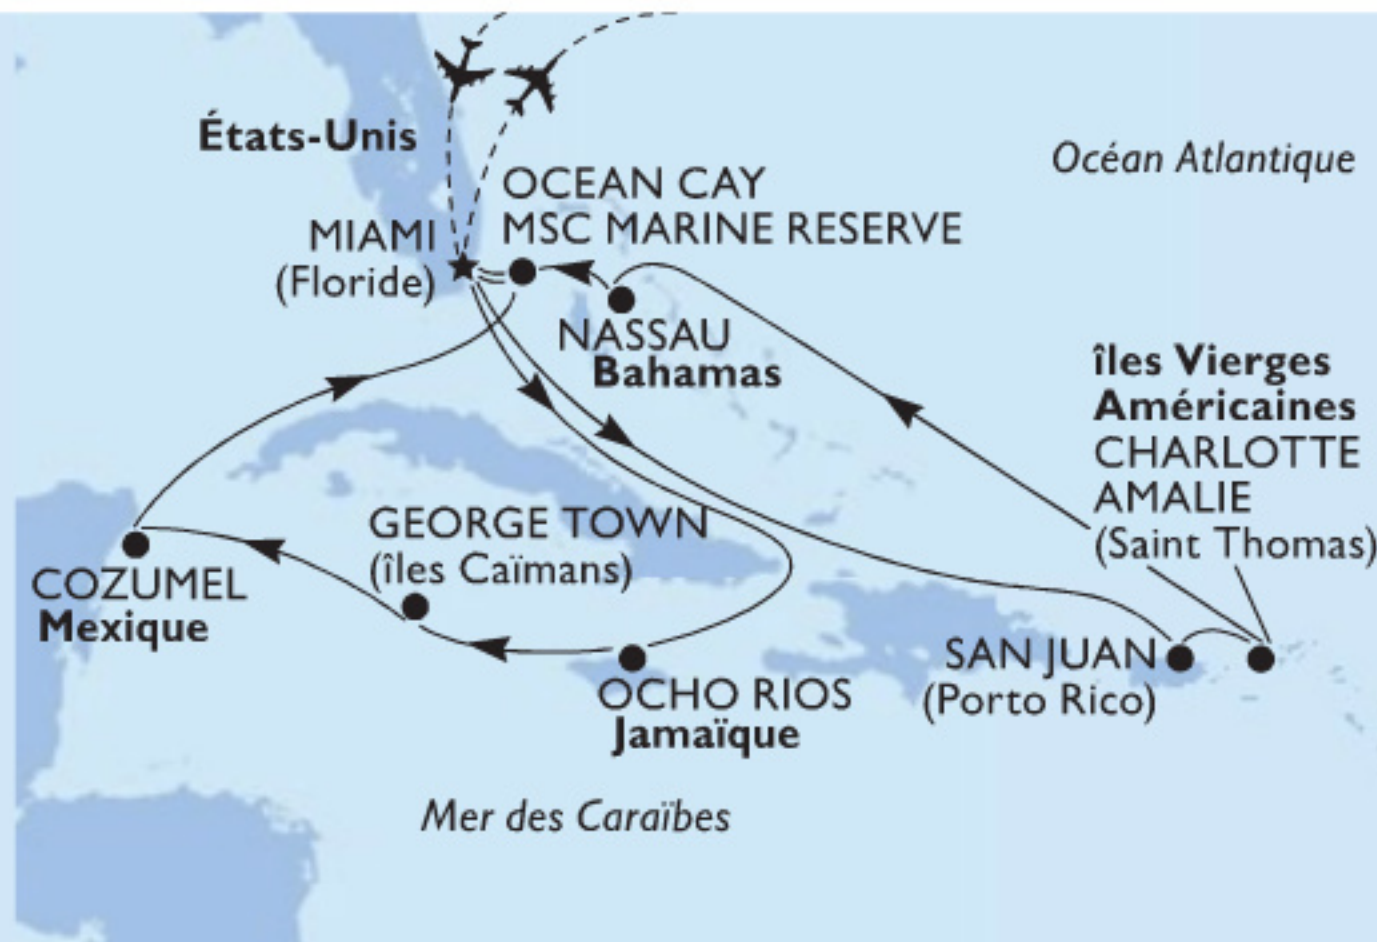 États-Unis
Océan Atlantique
OCEAN CAY
MSC MARINE RESERVE
MIAMI
(Floride)
NASSAU
Bahamas
îles Vierges
Américaines
CHARLOTTE
AMALIE
(Saint Thomas)
GEORGE TOWN
(îles Caïmans)
COZUMEL
Mexique
SAN JUAN
(Porto Rico)
OCHO RIOS
Jamaïque
Mer des Caraïbes